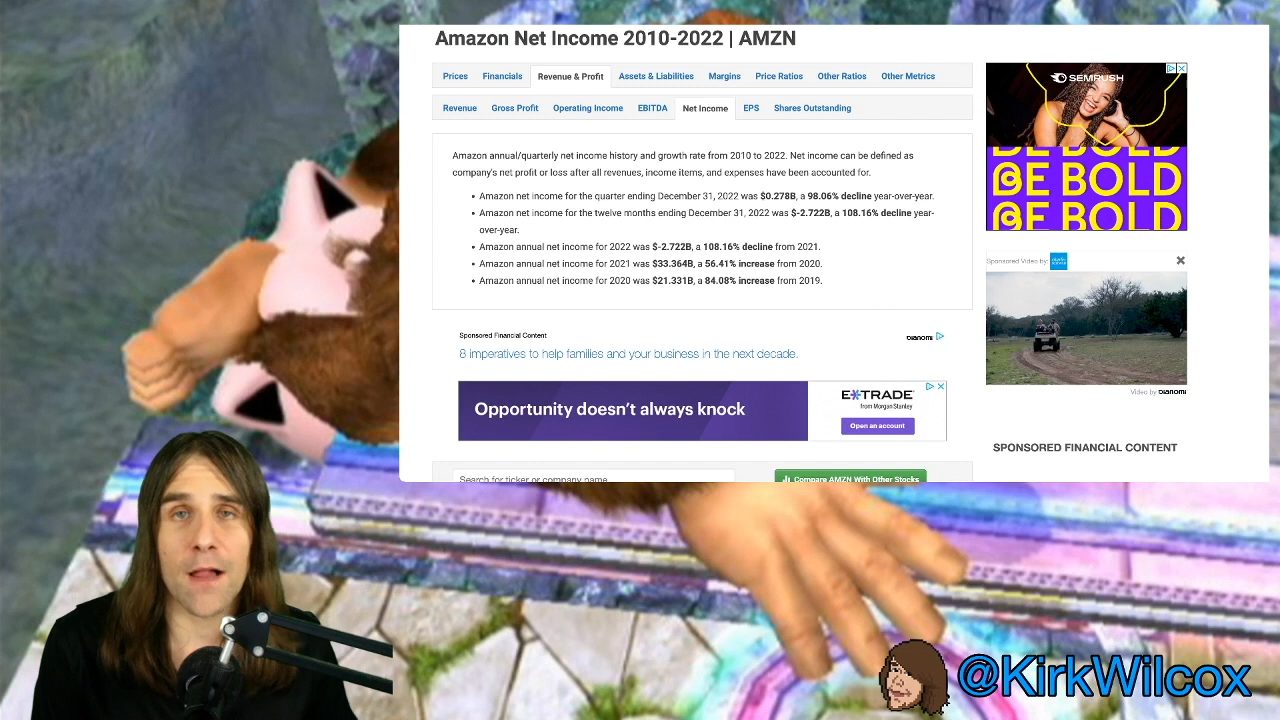 Amazon Net Income 2010-2022 | AMZN
Prices Financials Revenue & Profit Assets & Liabilities Margins Price Ratios Other Ratios Other Metrics
Revenue Gross Profit Operating Income EBITDA Net Income EPS Shares Outstanding
Amazon annual/quarterly net income history and growth rate from 2010 to 2022. Net income can be defined as
company's net profit or loss after all revenues, income items, and expenses have been accounted for.
• Amazon net income for the quarter ending December 31, 2022 was $0.278B, a 98.06% decline year-over-year.
• Amazon net income for the twelve months ending December 31, 2022 was $-2.722B, a 108.16% decline year-
over-year.
• Amazon annual net income for 2022 was $-2.722B, a 108.16% decline from 2021.
• Amazon annual net income for 2021 was $33.364B, a 56.41% increase from 2020.
• Amazon annual net income for 2020 was $21.331B, a 84.08% increase from 2019.
Sponsored Financial Content
DIANOMI
8 imperatives to help families and your business in the next decade.
Opportunity doesn't always knock
E*TRADE
from Morgan Stanley
Open an account
Search for ticker or company name
Compare AMZN With Other Stocks
SEMRUSH
BE BOLD
BE BOLD
BE BOLD
Sponsored Video by:
Video by DIANOMI
SPONSORED FINANCIAL CONTENT
@KirkWilcox